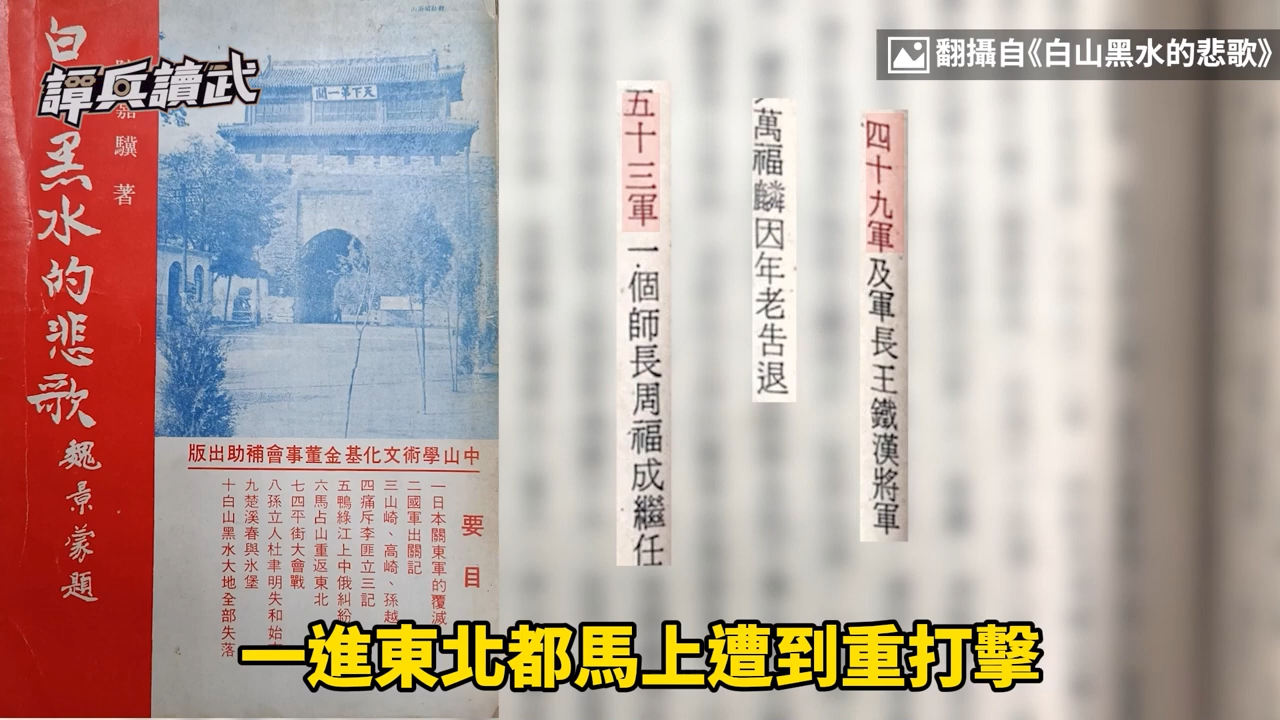 翻攝自《白山黑水的悲歌》
譚兵讀武
白山黑水的悲歌
魏景蒙題
嘉驥 著
天下第一關
中山學術文化基金董事會補助出版
要目
一日本關東軍的覆滅
二國軍出關記
三山崎、高崎、孫越
四痛斥李匪立三記
五鴨綠江上中俄糾紛
六馬占山重返東北
七四平街大會戰
八孫立人杜聿明失和始
九楚溪春與永堡
十白山黑水大地全部失落
四十九軍及軍長王鐵漢將軍
萬福麟因年老告退
五十三軍一個師長周福成繼任
一進東北都馬上遭到重打擊